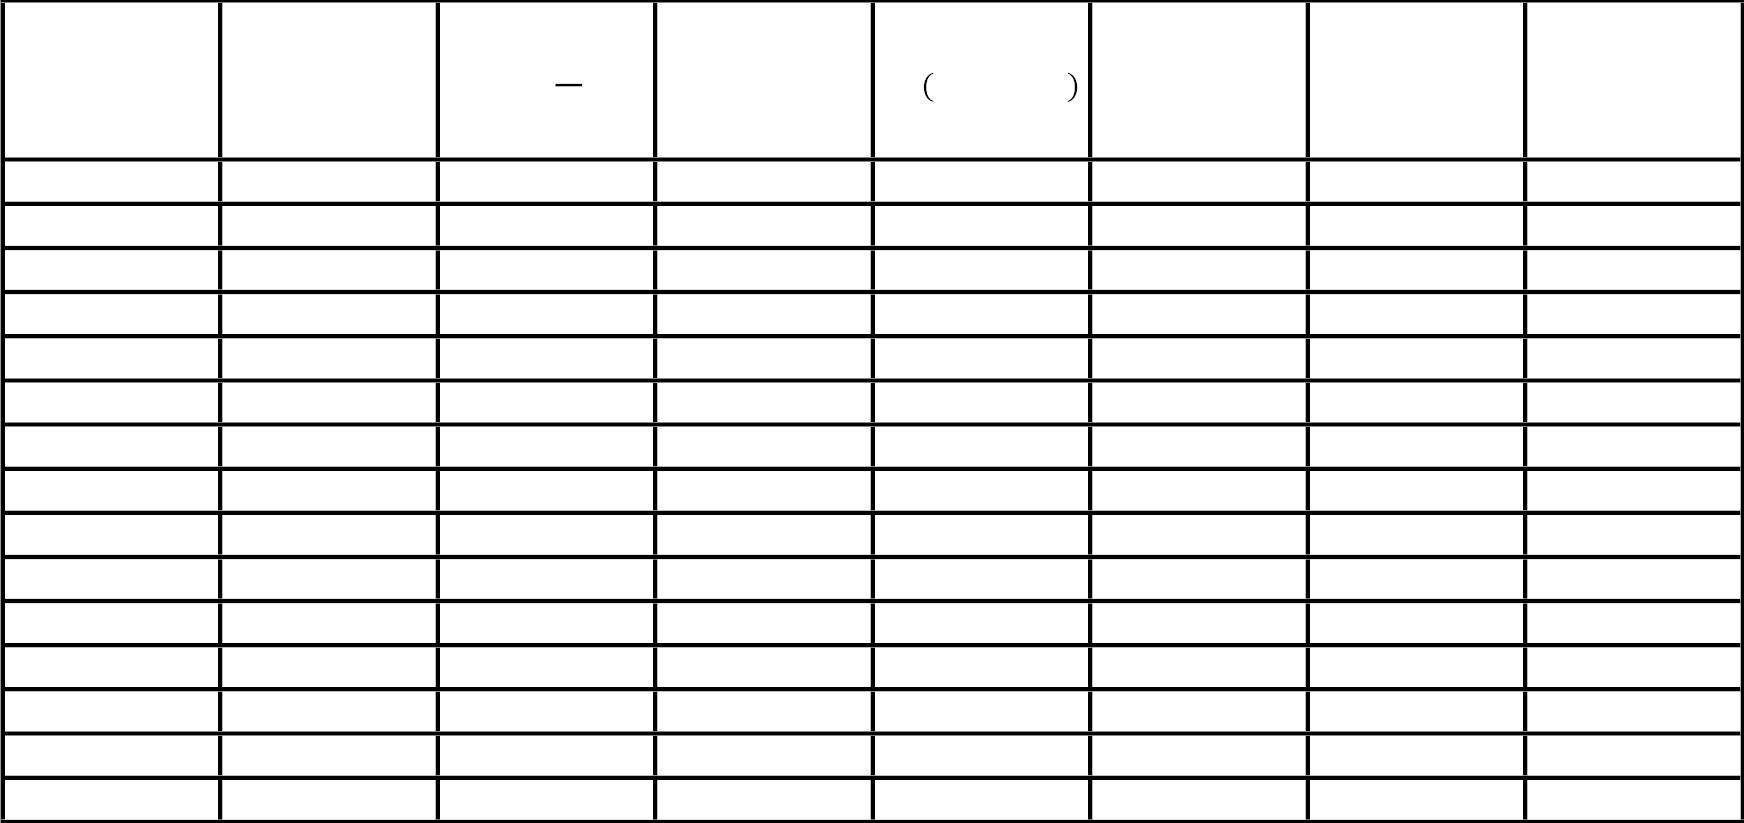 —
(          )